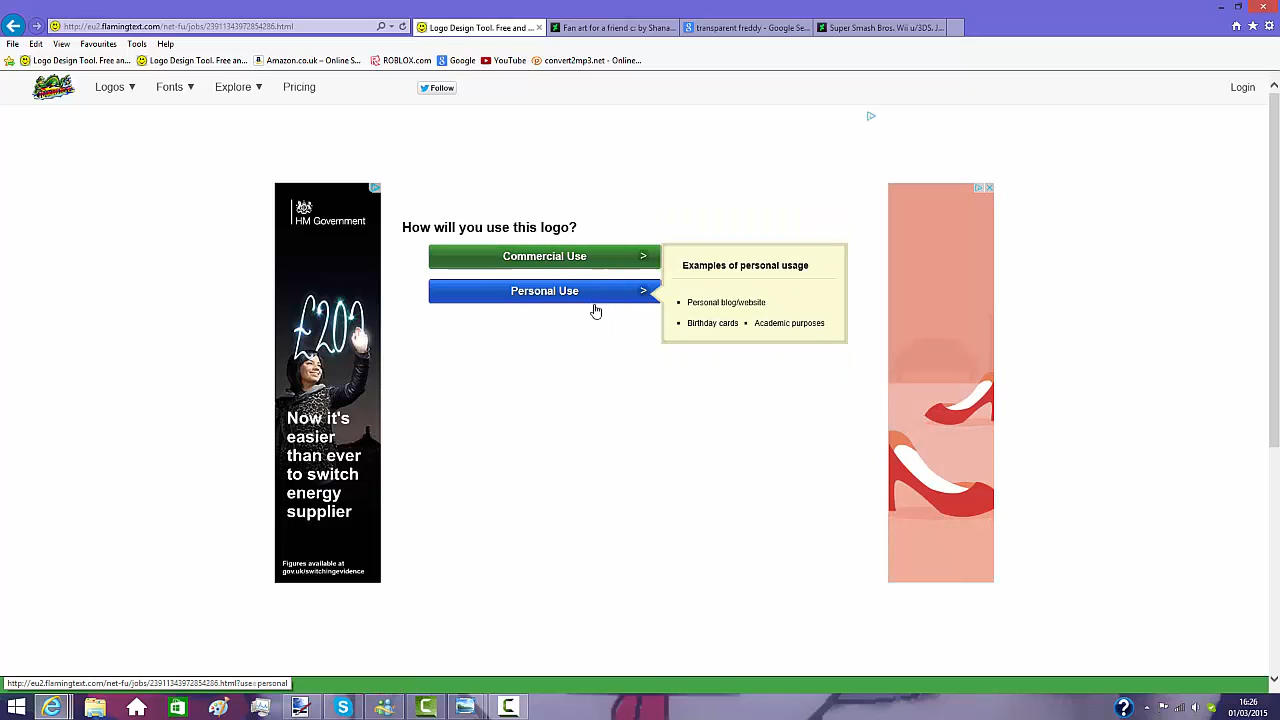 http://eu2.flamingtext.com/net-fu/jobs/23911343972854286.html
Logo Design Tool. Free and ...
Fan art for a friend c: by Shana...
transparent freddy - Google Se...
Super Smash Bros. Wii u/3DS, J...
File Edit View Favourites Tools Help
Logo Design Tool. Free an... Logo Design Tool. Free an... Amazon.co.uk – Online S... ROBLOX.com Google YouTube convert2mp3.net - Online...
Logos ▼ Fonts ▼ Explore ▼ Pricing Follow Login
HM Government
£200
Now it's
easier
than ever
to switch
energy
supplier
Figures available at
gov.uk/switchingevidence
How will you use this logo?
Commercial Use >
Personal Use >
Examples of personal usage
Personal blog/website
Birthday cards Academic purposes
http://eu2.flamingtext.com/net-fu/jobs/23911343972854286.html?use=personal
16:26
01/03/2015